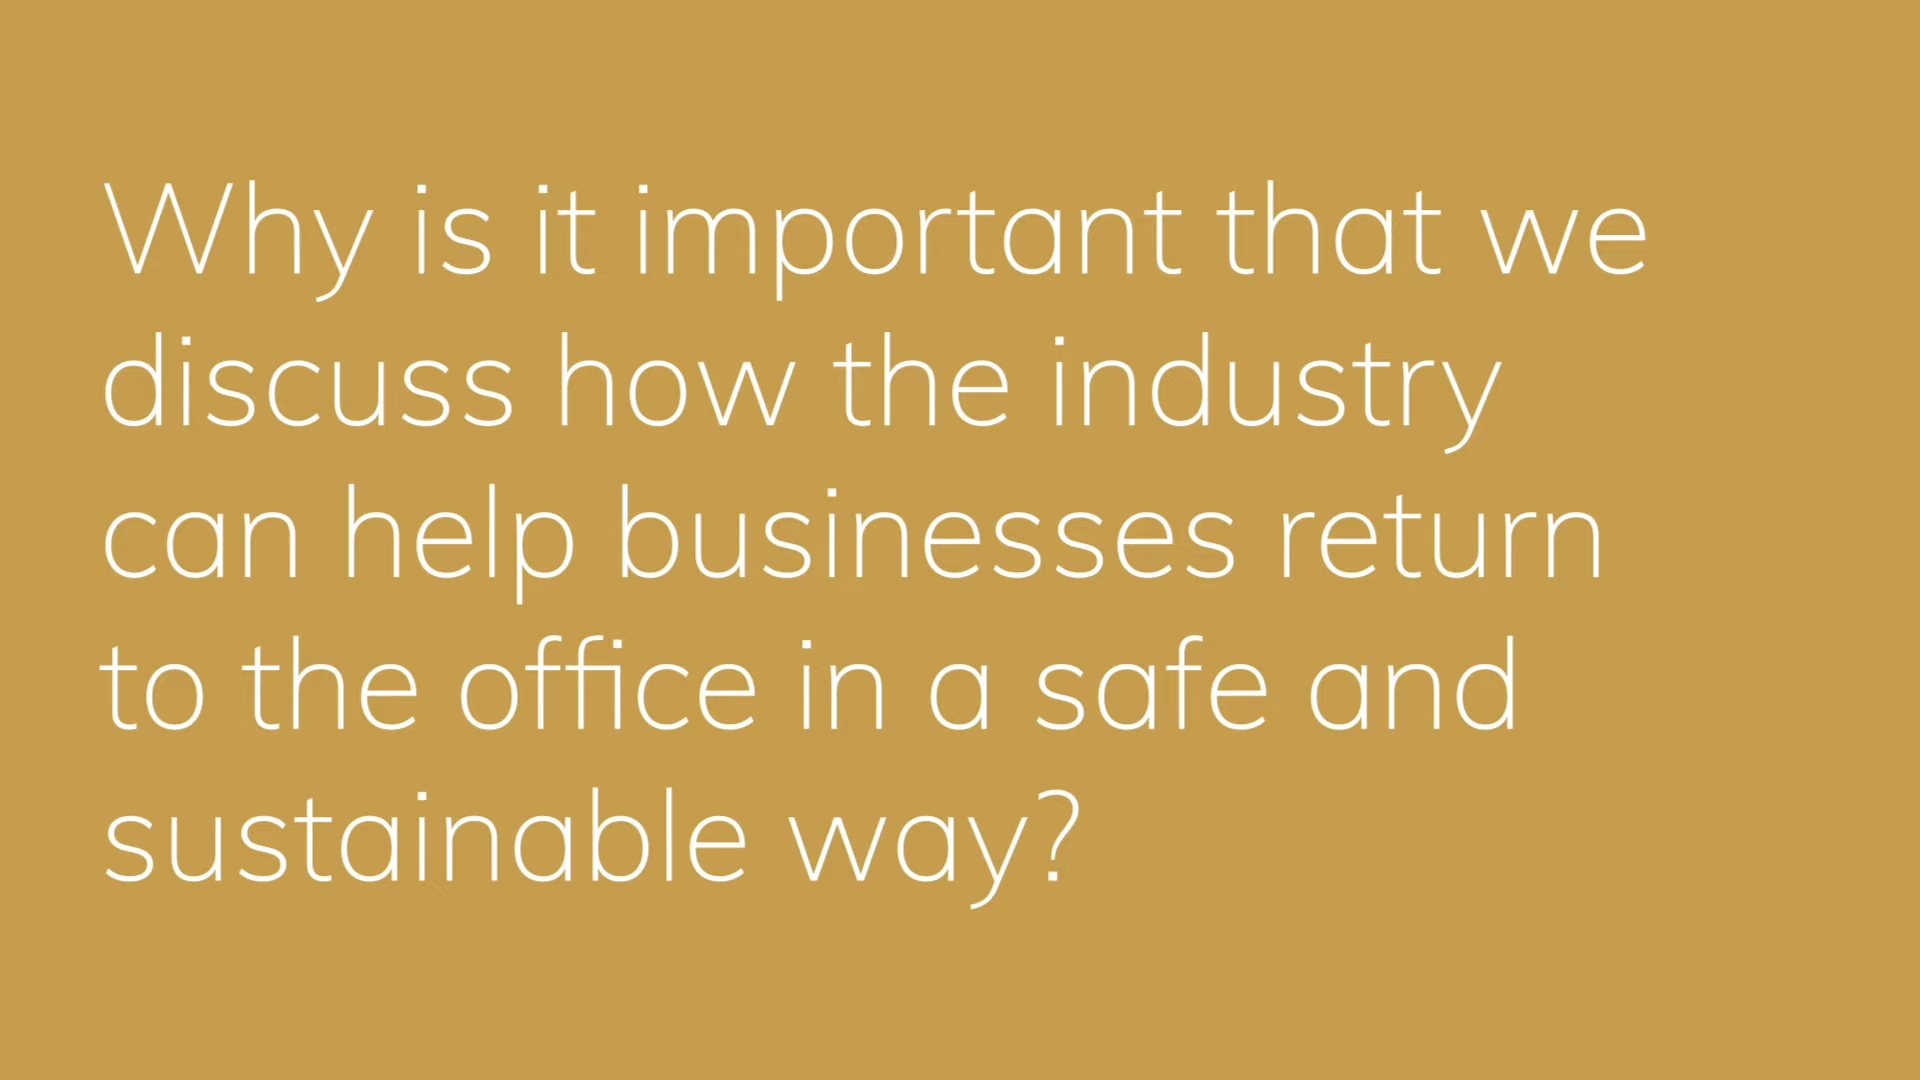 Why is it important that we
discuss how the industry
can help businesses return
to the office in a safe and
sustainable way?